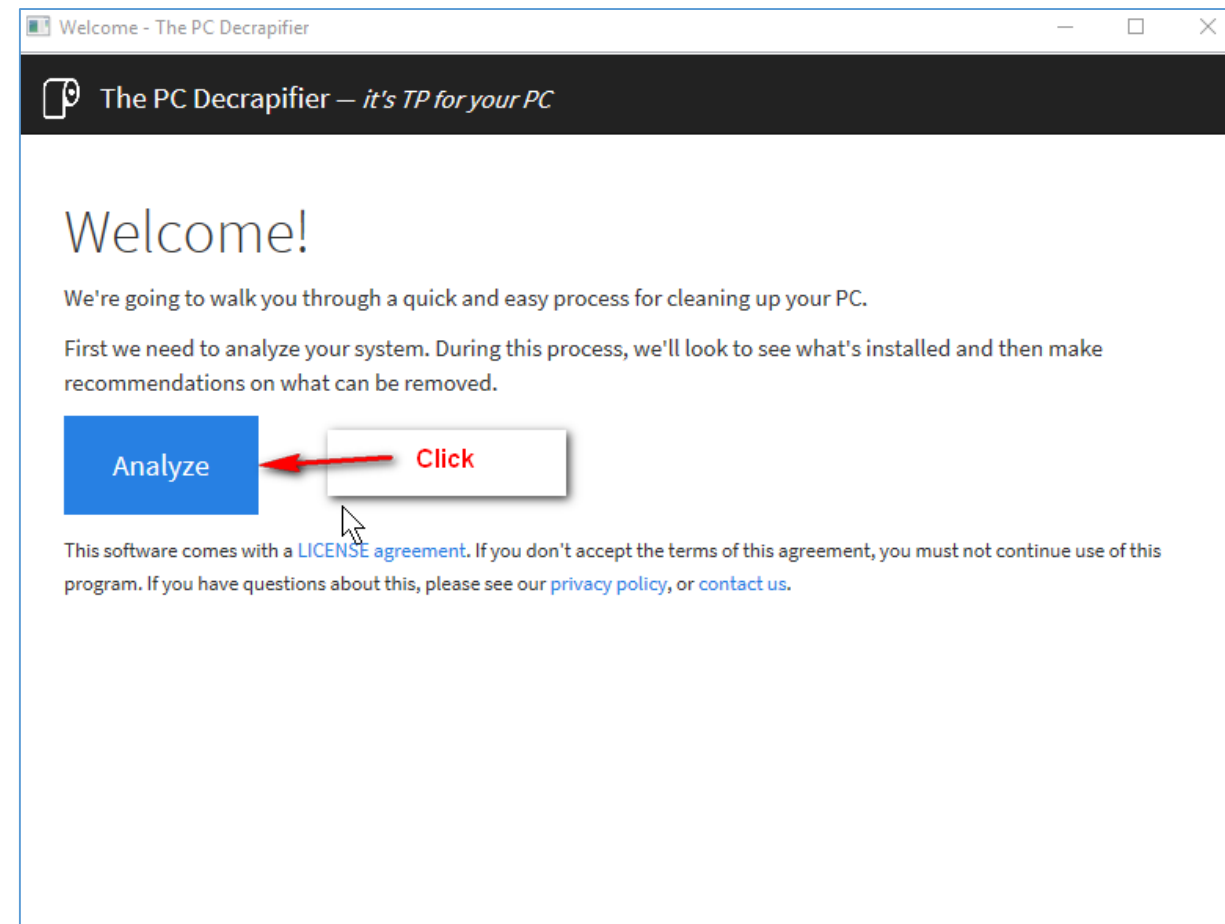 Welcome - The PC Decrapifier
The PC Decrapifier — it's TP for your PC
Welcome!
We're going to walk you through a quick and easy process for cleaning up your PC.
First we need to analyze your system. During this process, we'll look to see what's installed and then make
recommendations on what can be removed.
Analyze
Click
This software comes with a LICENSE agreement. If you don't accept the terms of this agreement, you must not continue use of this
program. If you have questions about this, please see our privacy policy, or contact us.